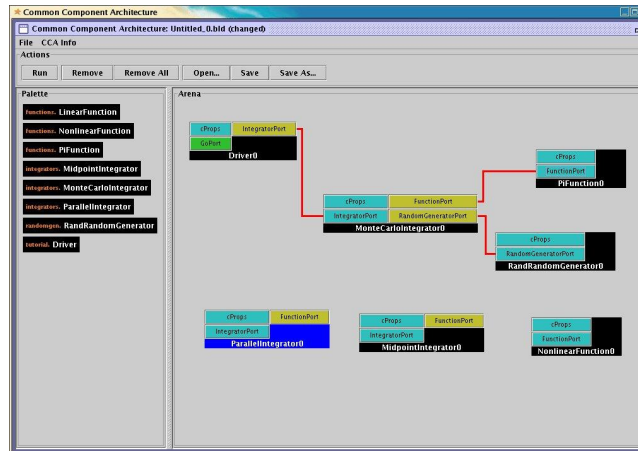 Common Component Architecture
Common Component Architecture: Untitled_0.bld (changed)
File CCA Info
Actions
Run Remove Remove All Open... Save Save As...
Palette
functions. LinearFunction
functions. NonlinearFunction
functions. PiFunction
integrators. MidpointIntegrator
integrators. MonteCarloIntegrator
integrators. ParallelIntegrator
randomgen. RandRandomGenerator
tutorial. Driver
Arena
cProps IntegratorPort
GoPort
Driver0
cProps
FunctionPort
PiFunction0
cProps FunctionPort
IntegratorPort RandomGeneratorPort
MonteCarloIntegrator0
cProps
RandomGeneratorPort
RandRandomGenerator0
cProps FunctionPort
IntegratorPort
ParallelIntegrator0
cProps FunctionPort
IntegratorPort
MidpointIntegrator0
cProps
FunctionPort
NonlinearFunction0